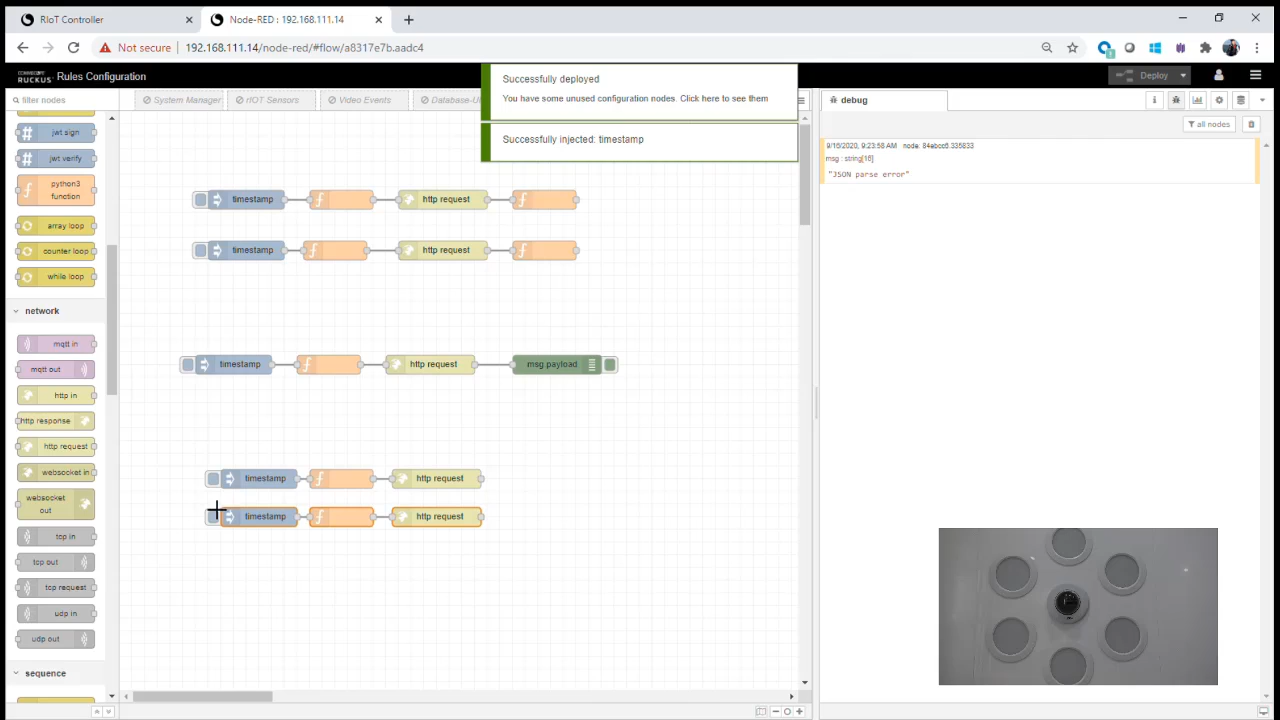 RIoT Controller
Node-RED : 192.168.111.14
Not secure
192.168.111.14/node-red/#flow/a8317e7b.aadc4
COMMSCOPE
RUCKUS
Rules Configuration
Deploy
filter nodes
System Manager
rIOT Sensors
Video Events
Database-U
Successfully deployed
You have some unused configuration nodes. Click here to see them
Successfully injected: timestamp
debug
all nodes
9/16/2020, 9:23:58 AM node: 84ebcc6.335833
msg : string[16]
"JSON parse error"
jwt sign
jwt verify
python3
function
array loop
counter loop
while loop
network
mqtt in
mqtt out
http in
http response
http request
websocket in
websocket
out
tcp in
tcp out
tcp request
udp in
udp out
sequence
timestamp
http request
timestamp
http request
timestamp
http request
msg.payload
timestamp
http request
timestamp
http request